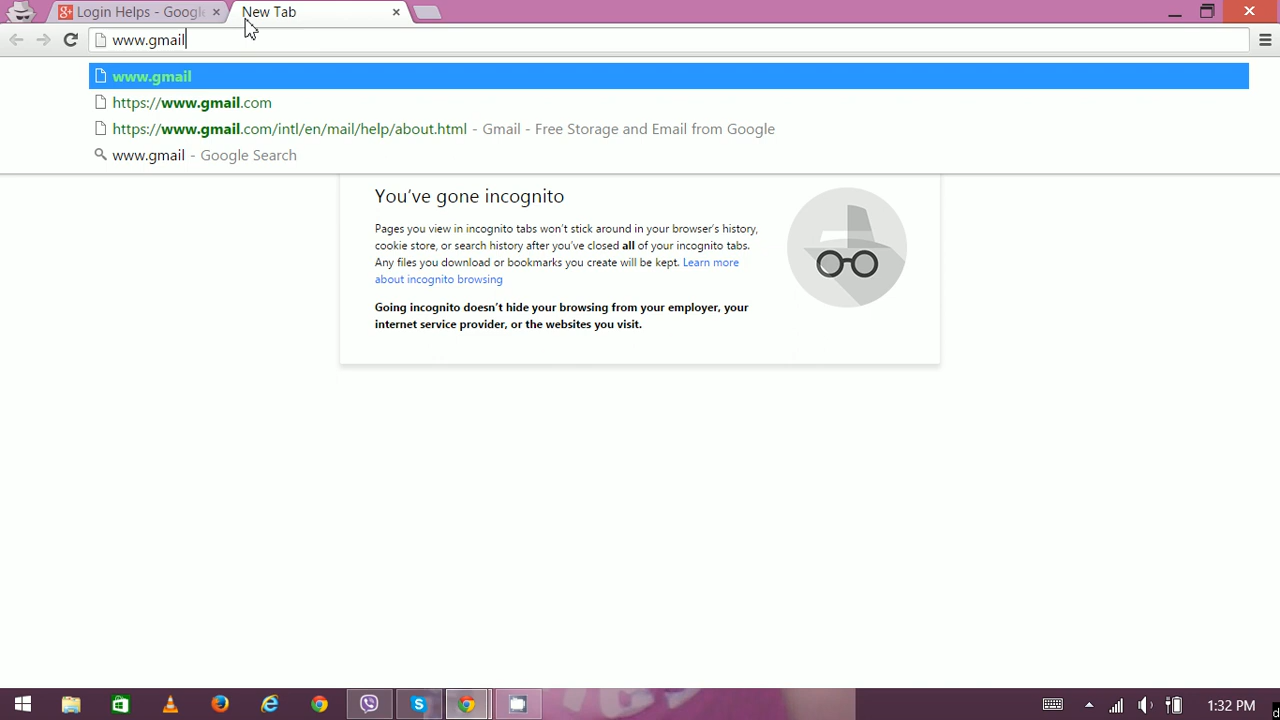 Login Helps - Google
New Tab
www.gmail
www.gmail
https://www.gmail.com
https://www.gmail.com/intl/en/mail/help/about.html - Gmail - Free Storage and Email from Google
www.gmail - Google Search
You've gone incognito
Pages you view in incognito tabs won't stick around in your browser's history,
cookie store, or search history after you've closed all of your incognito tabs.
Any files you download or bookmarks you create will be kept. Learn more
about incognito browsing
Going incognito doesn't hide your browsing from your employer, your
internet service provider, or the websites you visit.
1:32 PM